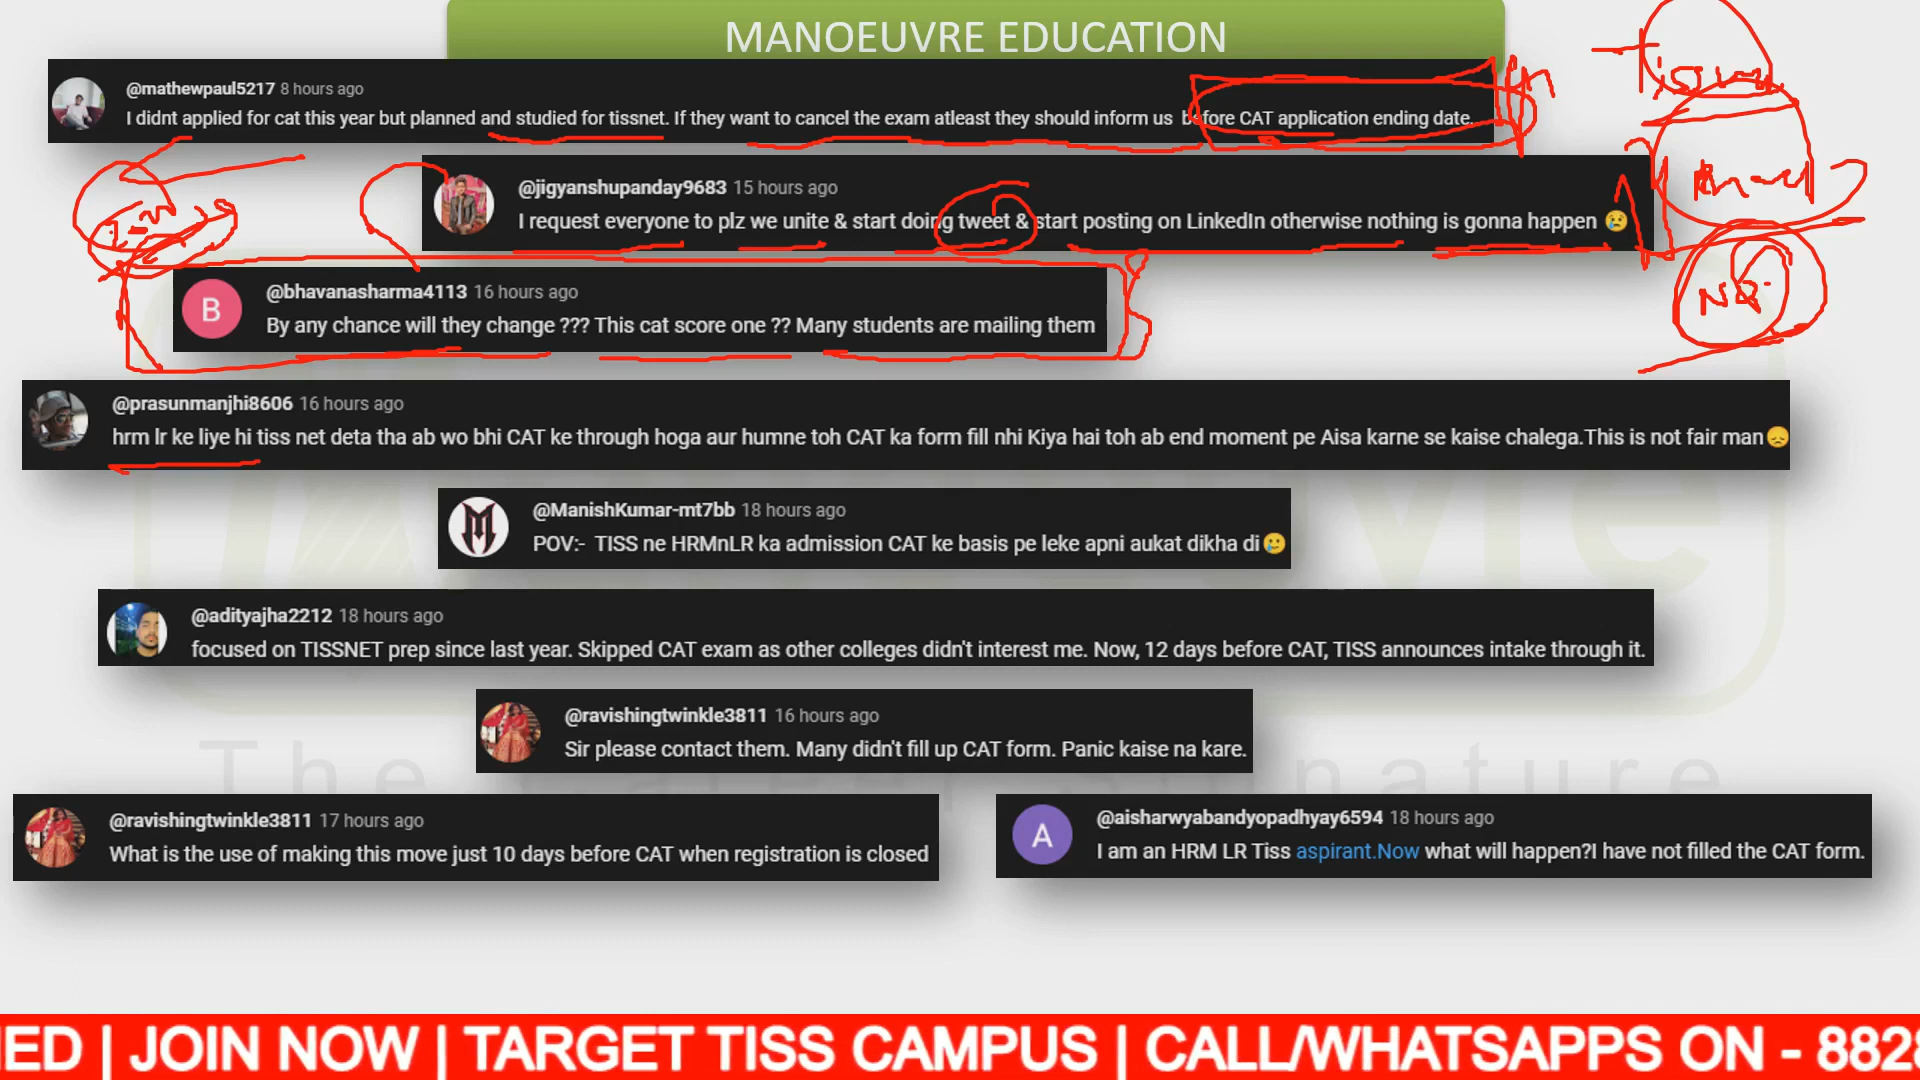 MANOEUVRE EDUCATION
@mathewpaul5217 8 hours ago
I didnt applied for cat this year but planned and studied for tissnet. If they want to cancel the exam atleast they should inform us before CAT application ending date.
@jigyanshupanday9683 15 hours ago
I request everyone to plz we unite & start doing tweet & start posting on LinkedIn otherwise nothing is gonna happen 😢
B
@bhavanasharma4113 16 hours ago
By any chance will they change ??? This cat score one ?? Many students are mailing them
@prasunmanjhi8606 16 hours ago
hrm lr ke liye hi tiss net deta tha ab wo bhi CAT ke through hoga aur humne toh CAT ka form fill nhi Kiya hai toh ab end moment pe Aisa karne se kaise chalega.This is not fair man😞
@ManishKumar-mt7bb 18 hours ago
POV:- TISS ne HRMnLR ka admission CAT ke basis pe leke apni aukat dikha di🥲
@adityajha2212 18 hours ago
focused on TISSNET prep since last year. Skipped CAT exam as other colleges didn't interest me. Now, 12 days before CAT, TISS announces intake through it.
@ravishingtwinkle3811 16 hours ago
Sir please contact them. Many didn't fill up CAT form. Panic kaise na kare.
@ravishingtwinkle3811 17 hours ago
What is the use of making this move just 10 days before CAT when registration is closed
A
@aisharwyabandyopadhyay6594 18 hours ago
I am an HRM LR Tiss aspirant.Now what will happen?I have not filled the CAT form.
IED | JOIN NOW | TARGET TISS CAMPUS | CALL/WHATSAPPS ON - 882